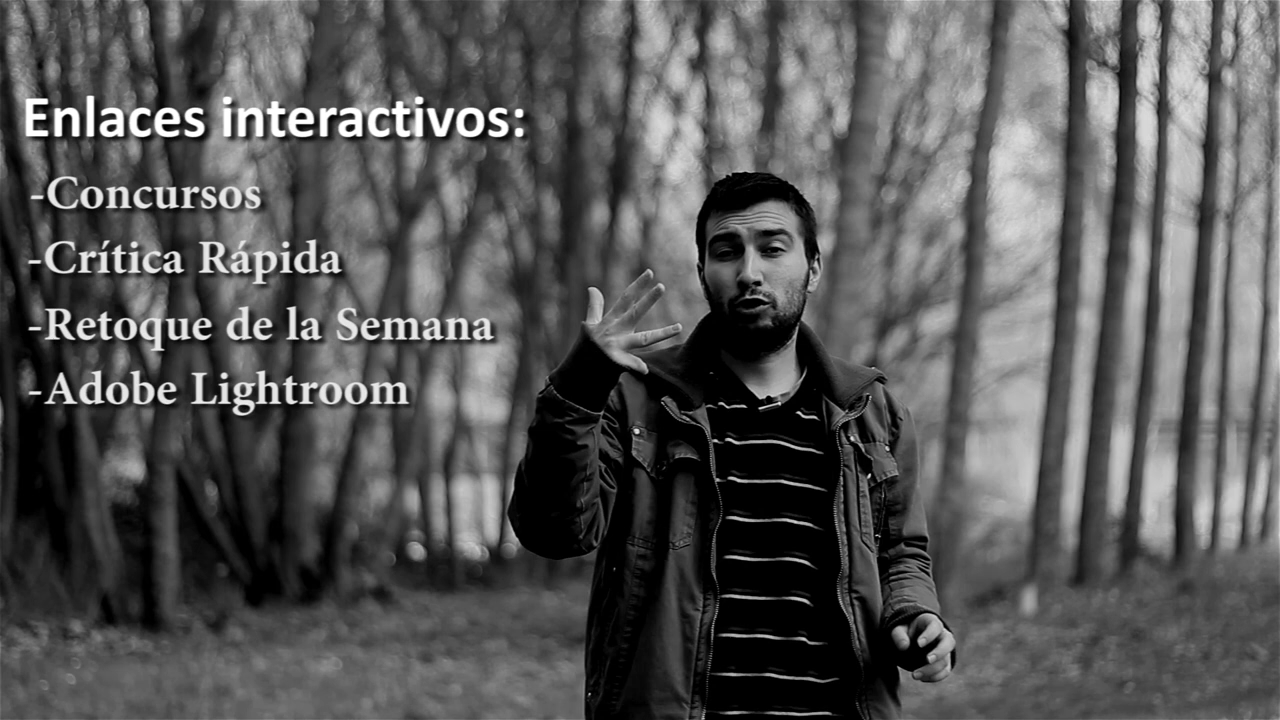 Enlaces interactivos:
-Concursos
-Crítica Rápida
-Retoque de la Semana
-Adobe Lightroom